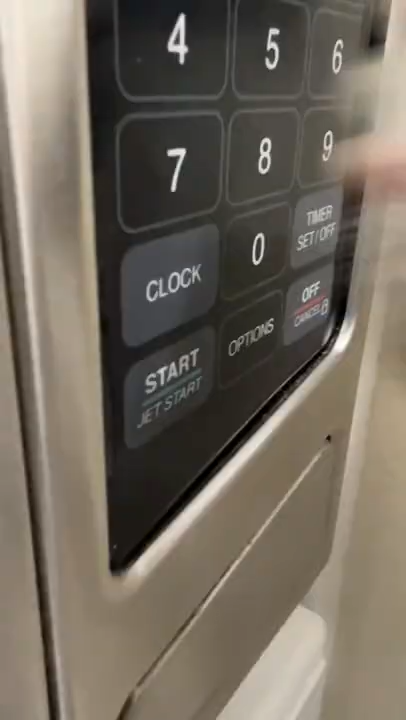 4 5 6
7 8 9
CLOCK 0 TIMER
SET/OFF
START OPTIONS OFF
JET START CANCEL